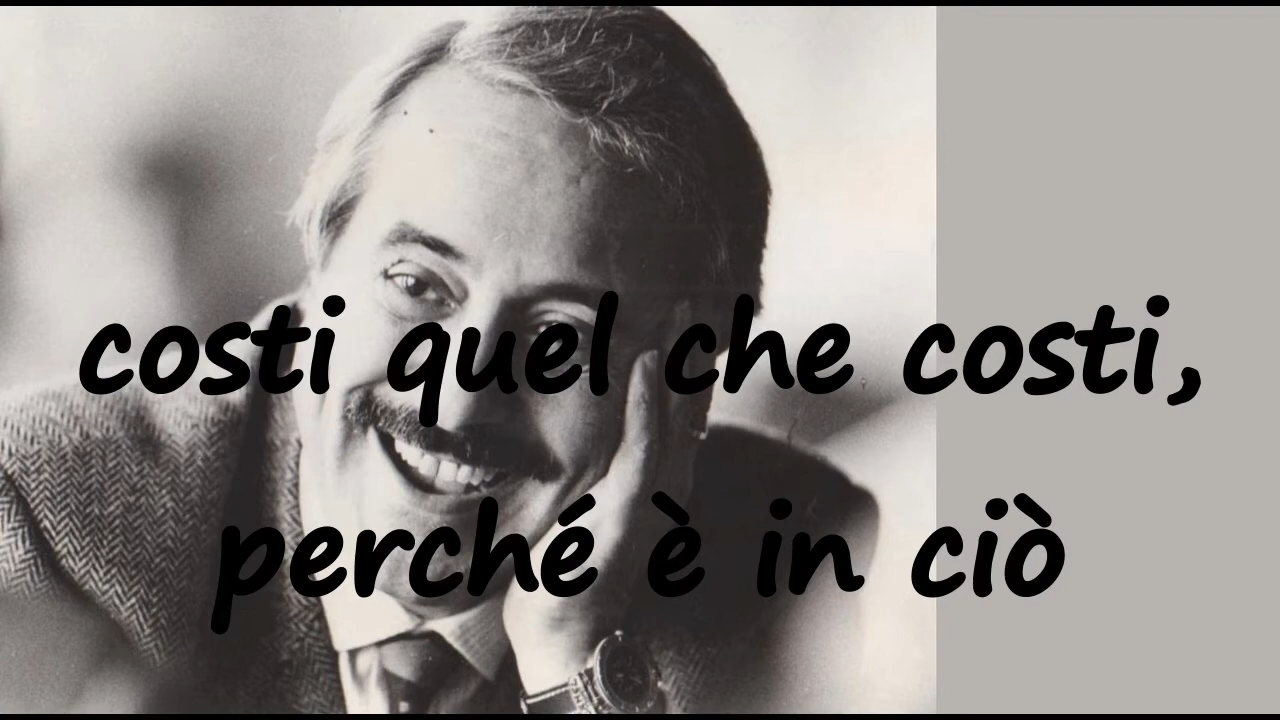 costi quel che costi,
perché è in ciò